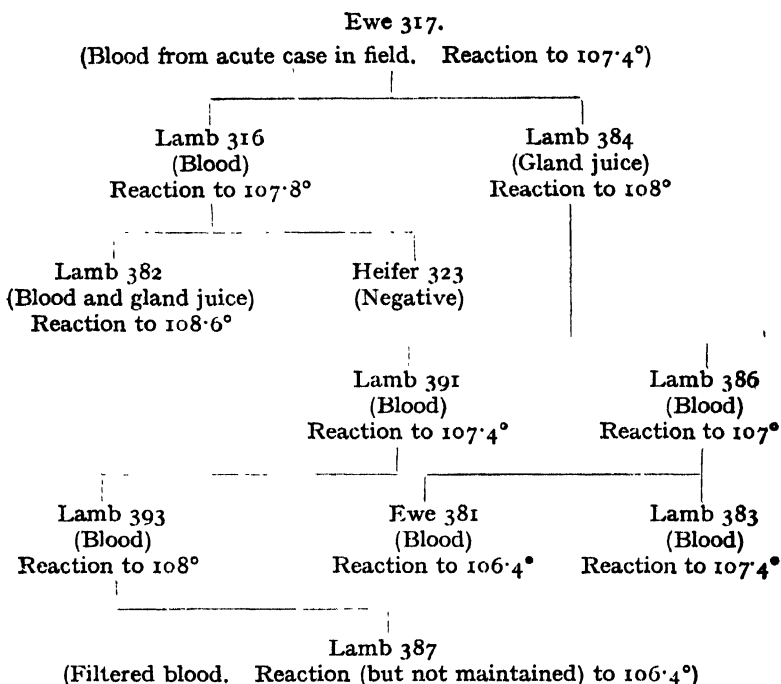 Ewe 317.
(Blood from acute case in field. Reaction to 107·4°)
Lamb 316
(Blood)
Reaction to 107·8°
Lamb 384
(Gland juice)
Reaction to 108°
Lamb 382
(Blood and gland juice)
Reaction to 108·6°
Heifer 323
(Negative)
Lamb 391
(Blood)
Reaction to 107·4°
Lamb 386
(Blood)
Reaction to 107°
Lamb 393
(Blood)
Reaction to 108°
Ewe 381
(Blood)
Reaction to 106·4°
Lamb 383
(Blood)
Reaction to 107·4°
Lamb 387
(Filtered blood. Reaction (but not maintained) to 106·4°)